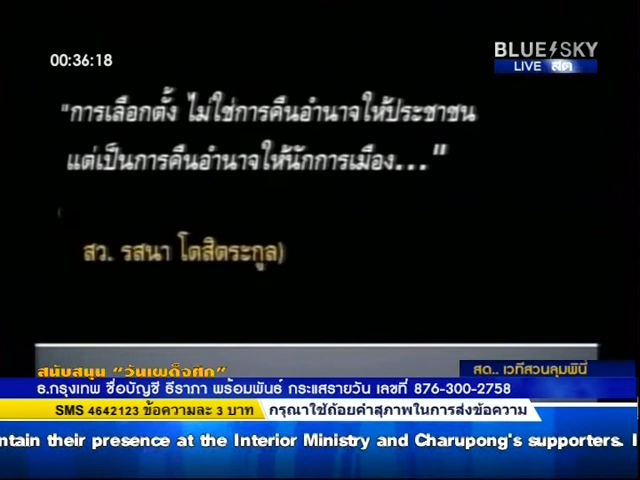 00:36:18
BLUE SKY
LIVE สด
"การเลือกตั้ง ไม่ใช่การคืนอำนาจให้ประชาชน
แต่เป็นการคืนอำนาจให้นักการเมือง..."
สว. รสนา โตสิตระกูล)
สนับสนุน "วันเผด็จศึก"
สด.. เวทีสวนลุมพินี
ธ.กรุงเทพ ชื่อบัญชี ธีราภา พร้อมพันธ์ กระแสรายวัน เลขที่ 876-300-2758
SMS 4642123 ข้อความละ 3 บาท กรุณาใช้ถ้อยคำสุภาพในการส่งข้อความ
ntain their presence at the Interior Ministry and Charupong's supporters. I